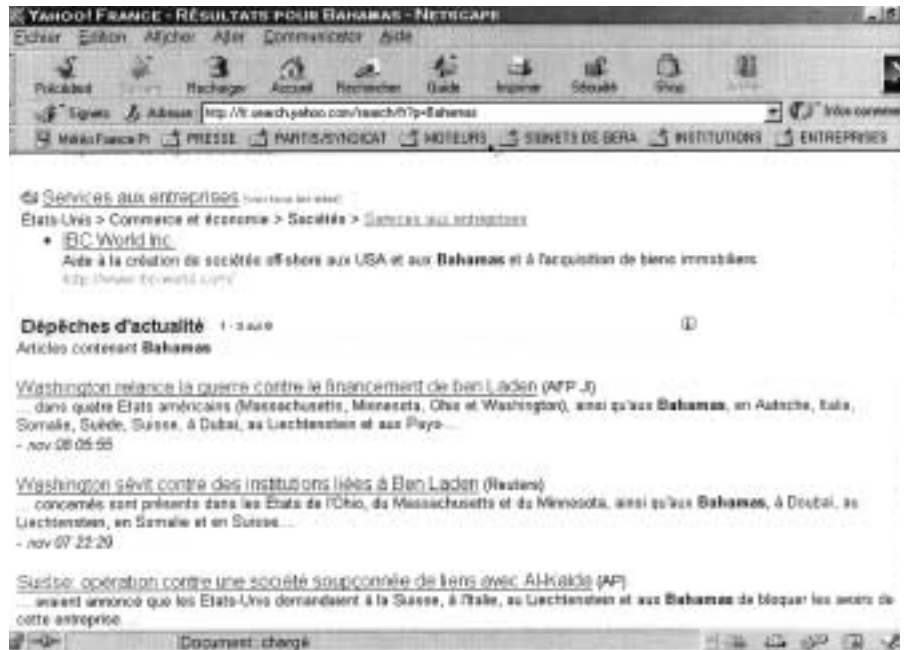 YAHOO! FRANCE - RÉSULTATS POUR BAHAMAS - NETSCAPE
Fichier Edition Afficher Aller Communicator Aide
Précédent Recharger Accueil Rechercher Guide Imprimer Sécurité Shop
Signets Adresse http://fr.search.yahoo.com/search/fr?p=Bahamas
Météo France Pr PRESSE PARTIS/SYNDICAT MOTEURS SIGNETS DE BERA INSTITUTIONS ENTREPRISES
Services aux entreprises
États-Unis > Commerce et économie > Sociétés > Services aux entreprises
• IBC World Inc.
Aide à la création de sociétés off-shore aux USA et aux Bahamas et à l'acquisition de biens immobiliers.
Dépêches d'actualité
Articles contenant Bahamas
Washington relance la guerre contre le financement de ben Laden (AFP JI)
... dans quatre Etats américains (Massachusetts, Minnesota, Ohio et Washington), ainsi qu'aux Bahamas, en Autriche, Italie,
Somalie, Suède, Suisse, à Dubai, au Liechtenstein et aux Pays-...
- nov 08 05:55
Washington sévit contre des institutions liées à Ben Laden (Reuters)
... concernés sont présents dans les Etats de l'Ohio, du Massachusetts et du Minnesota, ainsi qu'aux Bahamas, à Doubaï, au
Liechtenstein, en Somalie et en Suisse...
- nov 07 22:29
Suisse: opération contre une société soupçonnée de liens avec Al-Kaida (AP)
... avaient annoncé que les Etats-Unis demandaient à la Suisse, à l'Italie, au Liechtenstein et aux Bahamas de bloquer les avoirs de
cette entreprise.
Document: chargé